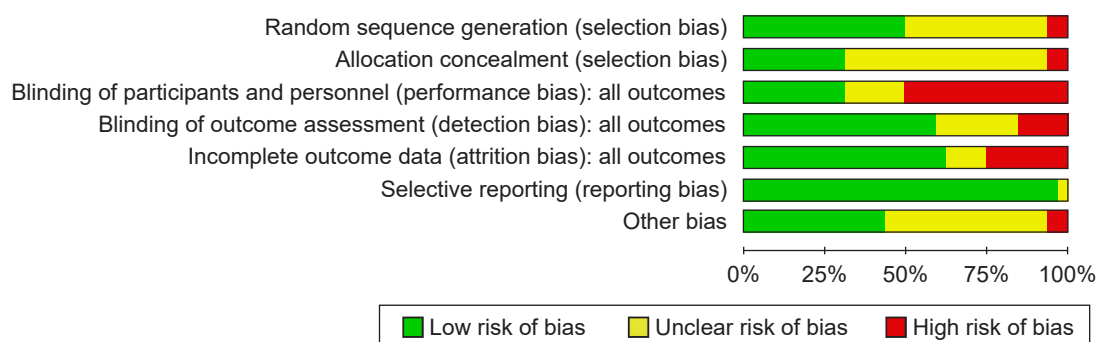 Random sequence generation (selection bias)
Allocation concealment (selection bias)
Blinding of participants and personnel (performance bias): all outcomes
Blinding of outcome assessment (detection bias): all outcomes
Incomplete outcome data (attrition bias): all outcomes
Selective reporting (reporting bias)
Other bias
0% 25% 50% 75% 100%
Low risk of bias Unclear risk of bias High risk of bias